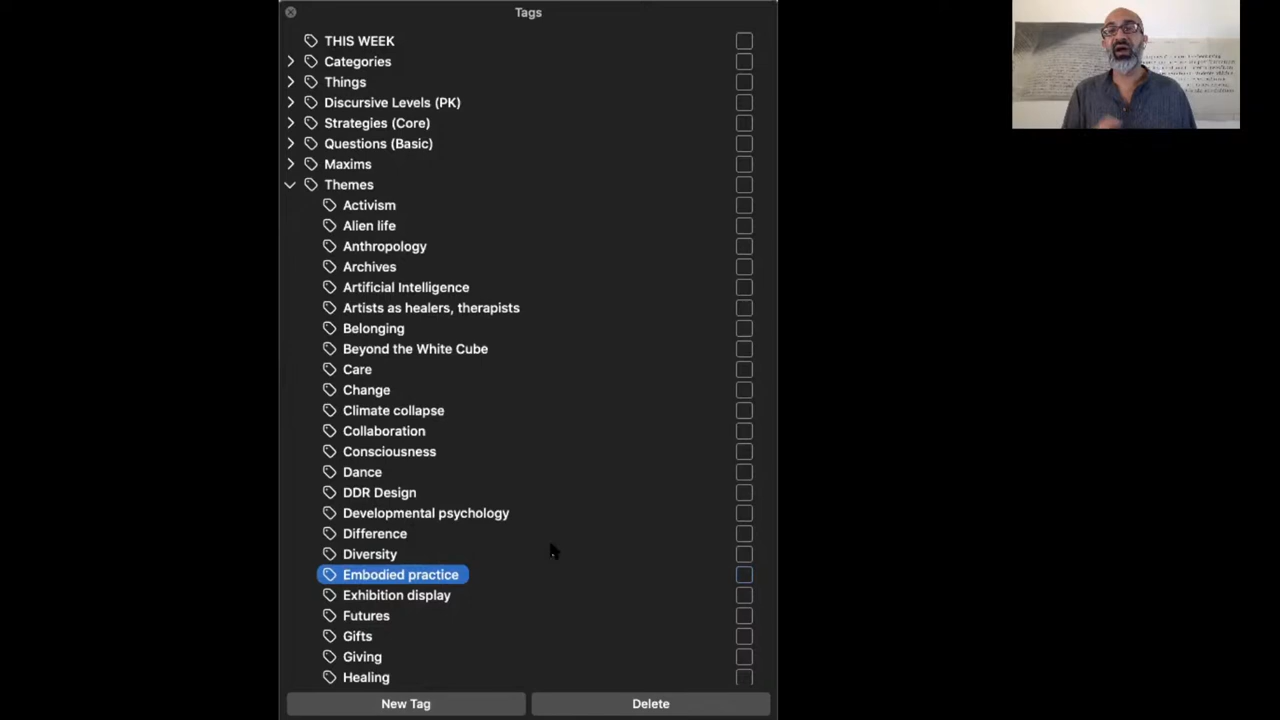 Tags
THIS WEEK
Categories
Things
Discursive Levels (PK)
Strategies (Core)
Questions (Basic)
Maxims
Themes
Activism
Alien life
Anthropology
Archives
Artificial Intelligence
Artists as healers, therapists
Belonging
Beyond the White Cube
Care
Change
Climate collapse
Collaboration
Consciousness
Dance
DDR Design
Developmental psychology
Difference
Diversity
Embodied practice
Exhibition display
Futures
Gifts
Giving
Healing
New Tag
Delete